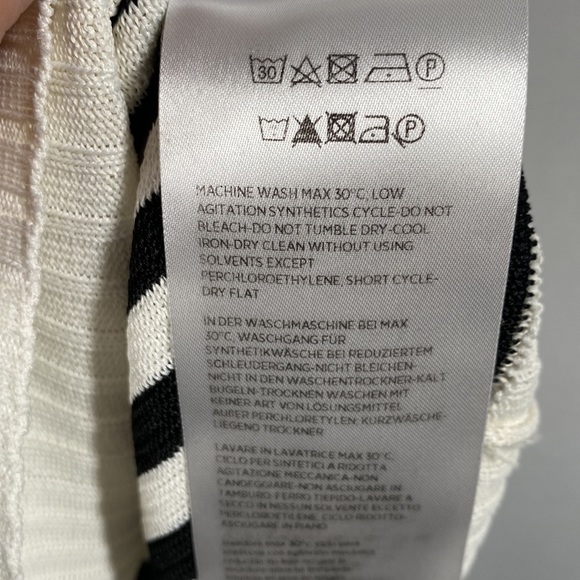 30 P
P
MACHINE WASH MAX 30°C, LOW
AGITATION SYNTHETICS CYCLE-DO NOT
BLEACH-DO NOT TUMBLE DRY-COOL
IRON-DRY CLEAN WITHOUT USING
SOLVENTS EXCEPT
PERCHLOROETHYLENE, SHORT CYCLE-
DRY FLAT
IN DER WASCHMASCHINE BEI MAX
30°C, WASCHGANG FÜR
SYNTHETIKWÄSCHE BEI REDUZIERTEM
SCHLEUDERGANG-NICHT BLEICHEN-
NICHT IN DEN WASCHENTROCKNER-KALT
BÜGELN-TROCKNEN WASCHEN MIT
KEINER ART VON LÖSUNGSMITTEL
AUßER PERCHLORETYLEN; KURZWÄSCHE-
LIEGEND TROCKNER
LAVARE IN LAVATRICE MAX 30°C,
CICLO PER SINTETICI A RIDOTTA
AGITAZIONE MECCANICA-NON
CANDEGGIARE-NON ASCIUGARE IN
TAMBURO-FERRO TIEPIDO-LAVARE A
SECCO IN NESSUN SOLVENTE ECCETTO
PERCLOROETILENE, CICLO RIDOTTO-
ASCIUGARE IN PIANO